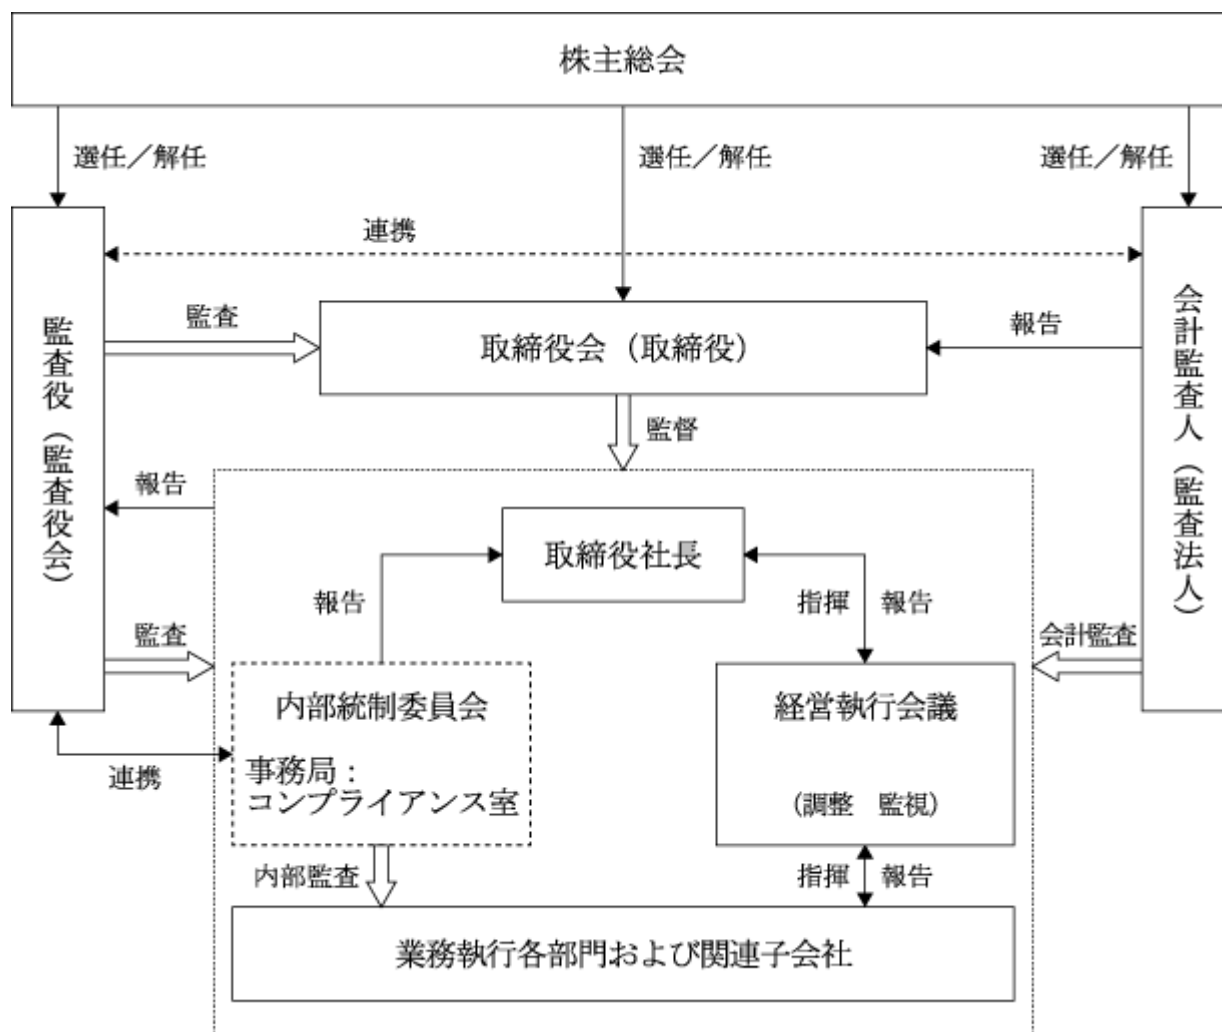 株主総会
選任／解任
選任／解任
選任／解任
連携
監査役（監査役会）
会計監査人（監査法人）
監査
取締役会（取締役）
報告
監督
報告
取締役社長
報告
指揮　報告
監査
会計監査
内部統制委員会
事務局：
コンプライアンス室
経営執行会議
（調整　監視）
連携
内部監査
指揮　報告
業務執行各部門および関連子会社